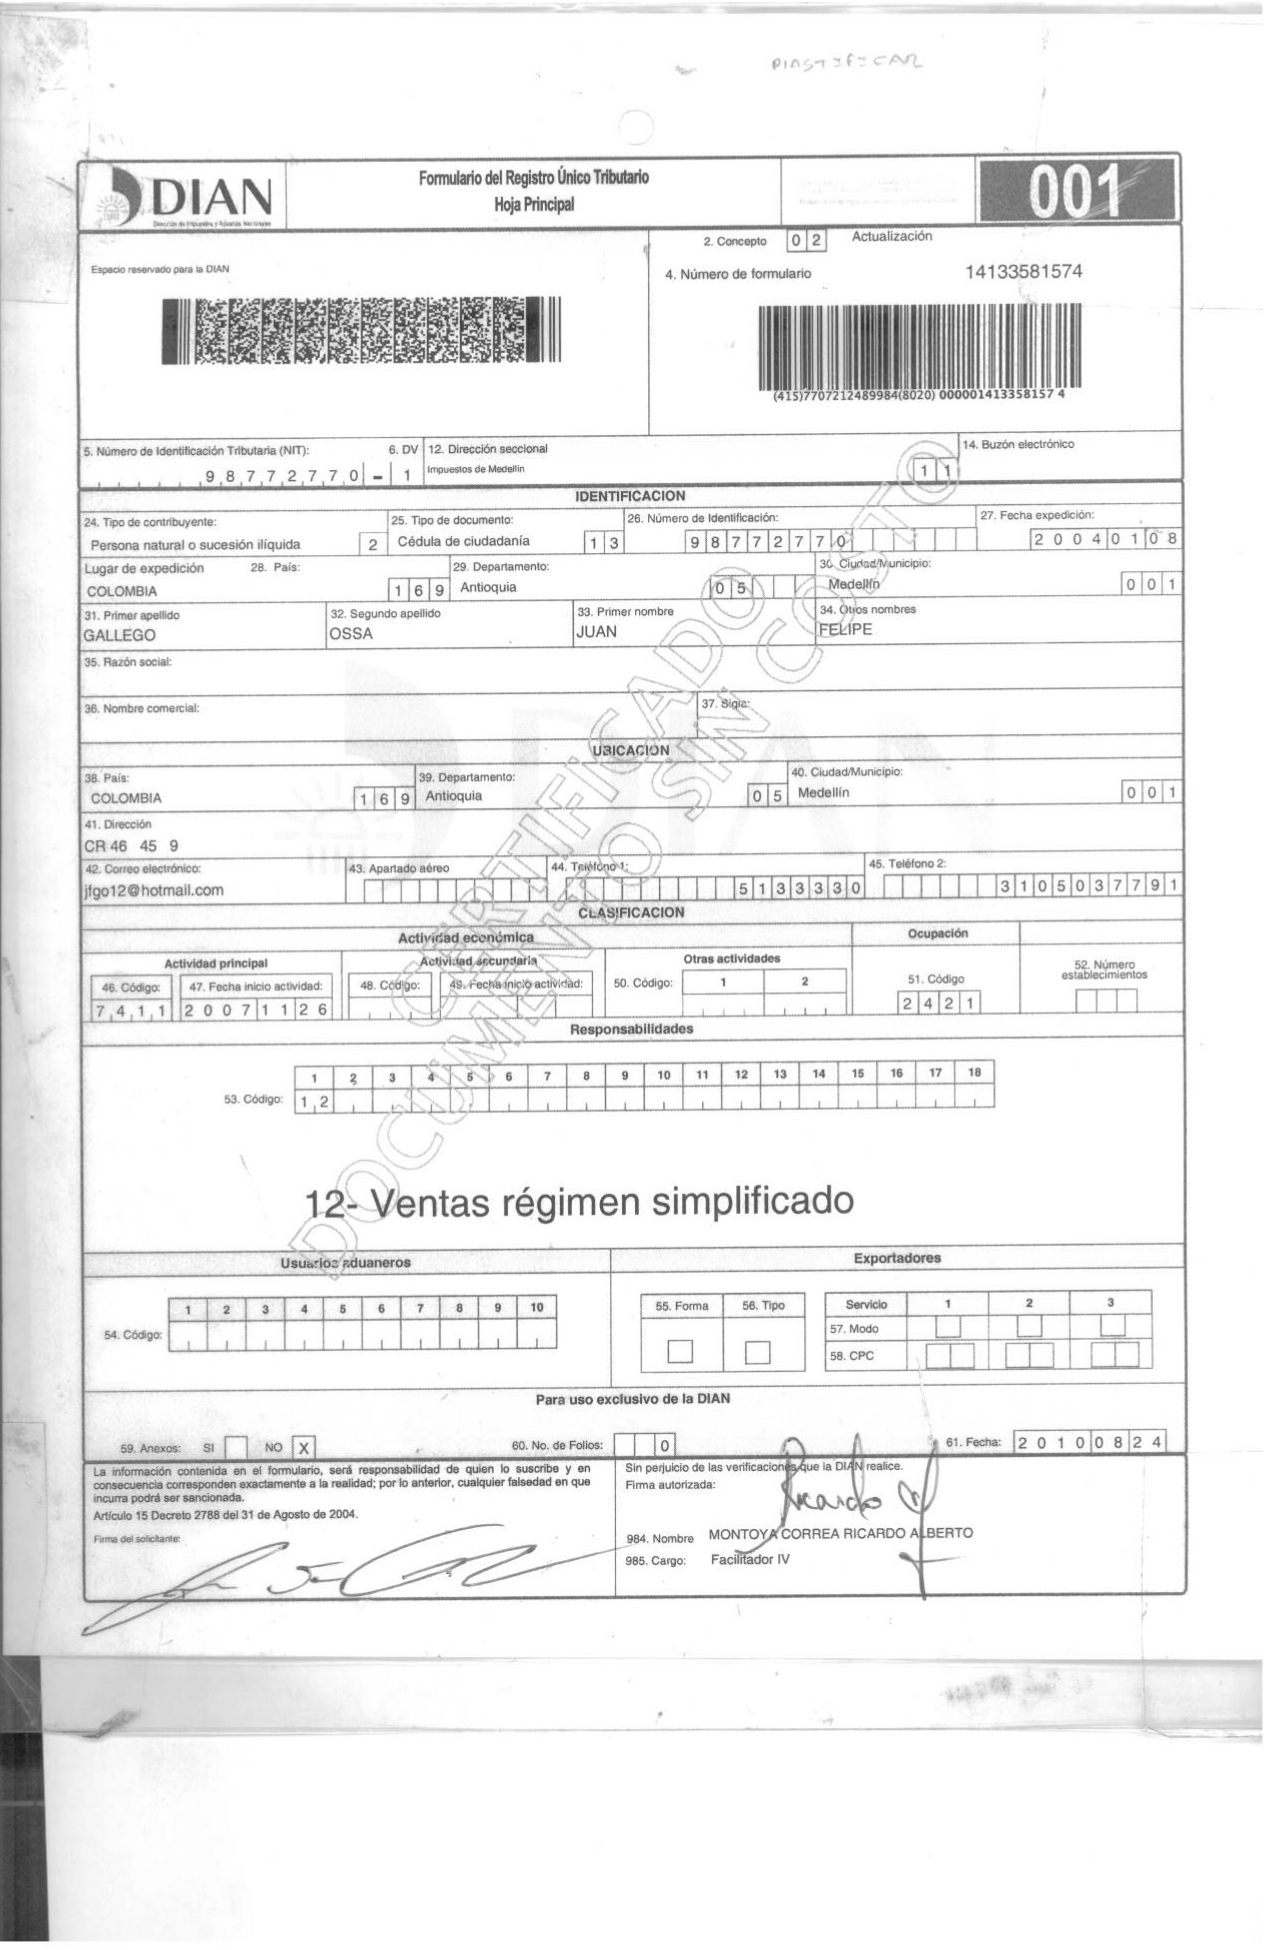 PLASTIFICAR
DIAN
Dirección de Impuestos y Aduanas Nacionales
Formulario del Registro Único Tributario
Hoja Principal
001
2. Concepto 0 2 Actualización
Espacio reservado para la DIAN
4. Número de formulario 14133581574
(415)7707212489984(8020) 000001413358157 4
5. Número de Identificación Tributaria (NIT): 6. DV 12. Dirección seccional 14. Buzón electrónico
9 8 7 7 2 7 7 0 - 1 Impuestos de Medellín 1 1
IDENTIFICACION
24. Tipo de contribuyente: 25. Tipo de documento: 26. Número de Identificación: 27. Fecha expedición:
Persona natural o sucesión ilíquida 2 Cédula de ciudadanía 1 3 9 8 7 7 2 7 7 0 2 0 0 4 0 1 0 8
Lugar de expedición 28. País: 29. Departamento: 30. Ciudad/Municipio:
COLOMBIA 1 6 9 Antioquia 0 5 Medellín 0 0 1
31. Primer apellido 32. Segundo apellido 33. Primer nombre 34. Otros nombres
GALLEGO OSSA JUAN FELIPE
35. Razón social:
36. Nombre comercial: 37. Sigla:
UBICACION
38. País: 39. Departamento: 40. Ciudad/Municipio:
COLOMBIA 1 6 9 Antioquia 0 5 Medellín 0 0 1
41. Dirección
CR 46 45 9
42. Correo electrónico: 43. Apartado aéreo 44. Teléfono 1: 45. Teléfono 2:
jfgo12@hotmail.com 5 1 3 3 3 3 0 3 1 0 5 0 3 7 7 9 1
CLASIFICACION
Actividad económica Ocupación
Actividad principal Actividad secundaria Otras actividades 52. Número establecimientos
46. Código: 47. Fecha inicio actividad: 48. Código: 49. Fecha inicio actividad: 50. Código: 1 2 51. Código
7 4 1 1 2 0 0 7 1 1 2 6 2 4 2 1
Responsabilidades
1 2 3 4 5 6 7 8 9 10 11 12 13 14 15 16 17 18
53. Código: 1 2
12- Ventas régimen simplificado
CERTIFICADO
DOCUMENTO SIN COSTO
Usuarios aduaneros Exportadores
1 2 3 4 5 6 7 8 9 10 55. Forma 56. Tipo Servicio 1 2 3
54. Código: 57. Modo
58. CPC
Para uso exclusivo de la DIAN
59. Anexos: SI NO X 60. No. de Folios: 0 61. Fecha: 2 0 1 0 0 8 2 4
La información contenida en el formulario, será responsabilidad de quien lo suscribe y en
consecuencia corresponden exactamente a la realidad; por lo anterior, cualquier falsedad en que
incurra podrá ser sancionada.
Artículo 15 Decreto 2788 del 31 de Agosto de 2004.
Firma del solicitante:
Sin perjuicio de las verificaciones que la DIAN realice.
Firma autorizada:
Ricardo
984. Nombre MONTOYA CORREA RICARDO ALBERTO
985. Cargo: Facilitador IV